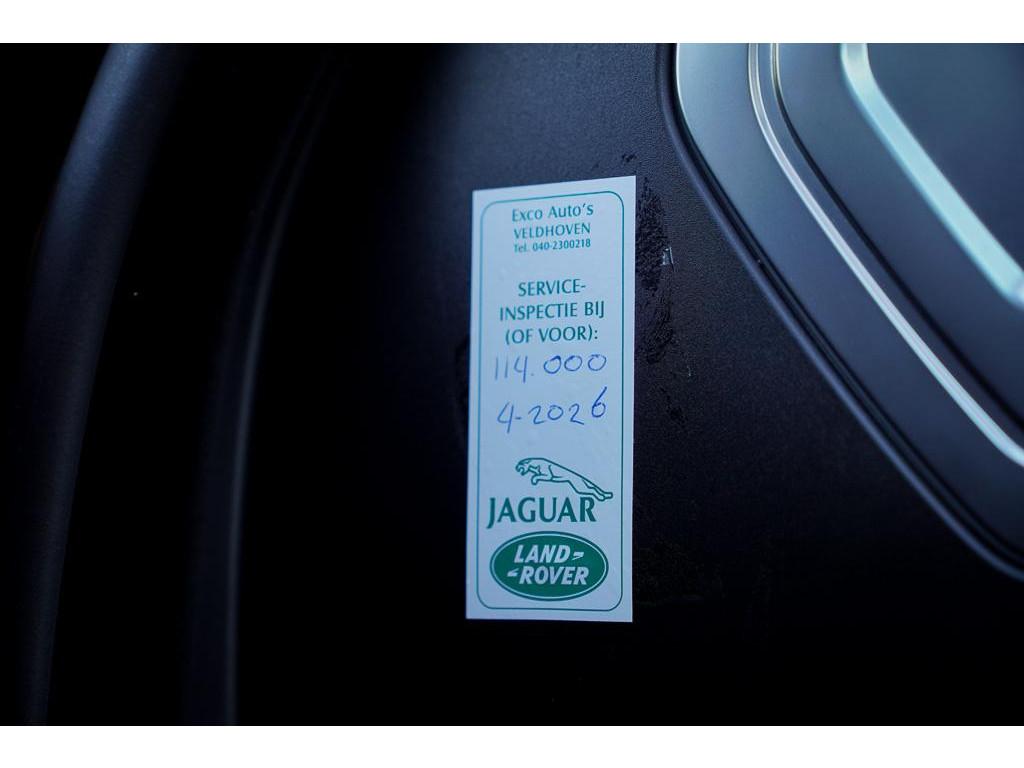 Exco Auto's
VELDHOVEN
Tel. 040-2300218
SERVICE-
INSPECTIE BIJ
(OF VOOR):
114.000
4-2026
JAGUAR
LAND-
-ROVER